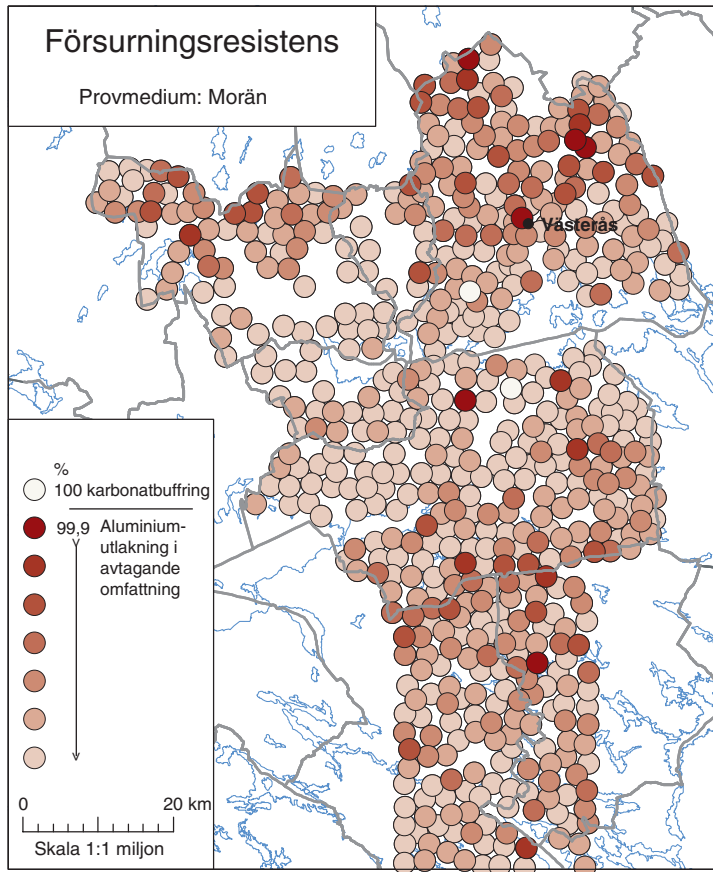 Försurningsresistens
Provmedium: Morän
Västerås
%
100 karbonatbuffring
99,9
Aluminium-
utlakning i
avtagande
omfattning
0 20 km
Skala 1:1 miljon